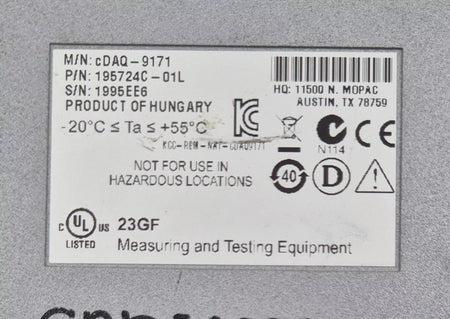 M/N: cDAQ-9171
P/N: 195724C-01L
S/N: 1995EE6
PRODUCT OF HUNGARY
HQ: 11500 N. MOPAC
AUSTIN, TX 78759
-20°C ≤ Ta ≤ +55°C
N114
NOT FOR USE IN
HAZARDOUS LOCATIONS
40
D
C UL US
LISTED
23GF
Measuring and Testing Equipment